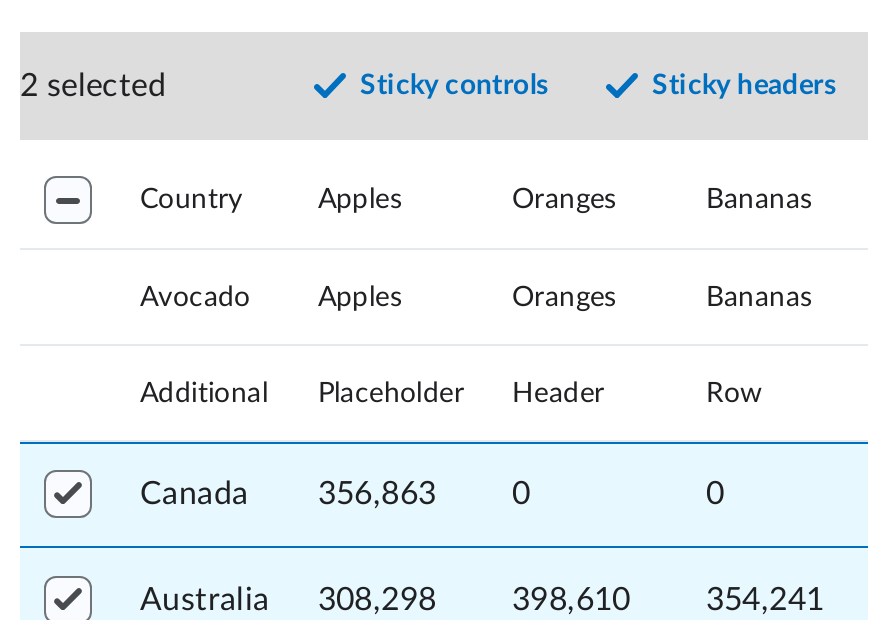 2 selected Sticky controls Sticky headers
Country Apples Oranges Bananas
Avocado Apples Oranges Bananas
Additional Placeholder Header Row
Canada 356,863 0 0
Australia 308,298 398,610 354,241